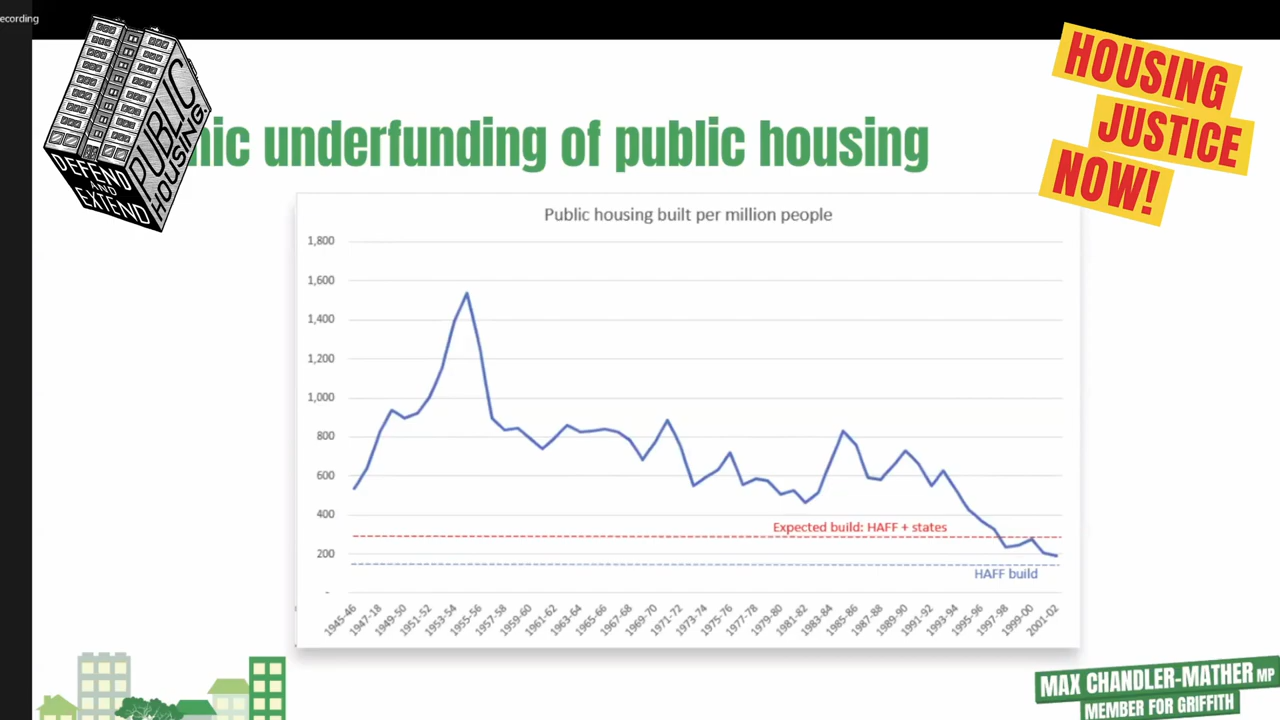 ecording
DEFEND
AND
EXTEND
PUBLIC
HOUSING.
nic underfunding of public housing
HOUSING
JUSTICE
NOW!
Public housing built per million people
1,800
1,600
1,400
1,200
1,000
800
600
400
200
-
Expected build: HAFF + states
HAFF build
1945-46
1947-18
1949-50
1951-52
1953-54
1955-56
1957-58
1959-60
1961-62
1963-64
1965-66
1967-68
1969-70
1971-72
1973-74
1975-76
1977-78
1979-80
1981-82
1983-84
1985-86
1987-88
1989-90
1991-92
1993-94
1995-96
1997-98
1999-00
2001-02
MAX CHANDLER-MATHER MP
MEMBER FOR GRIFFITH